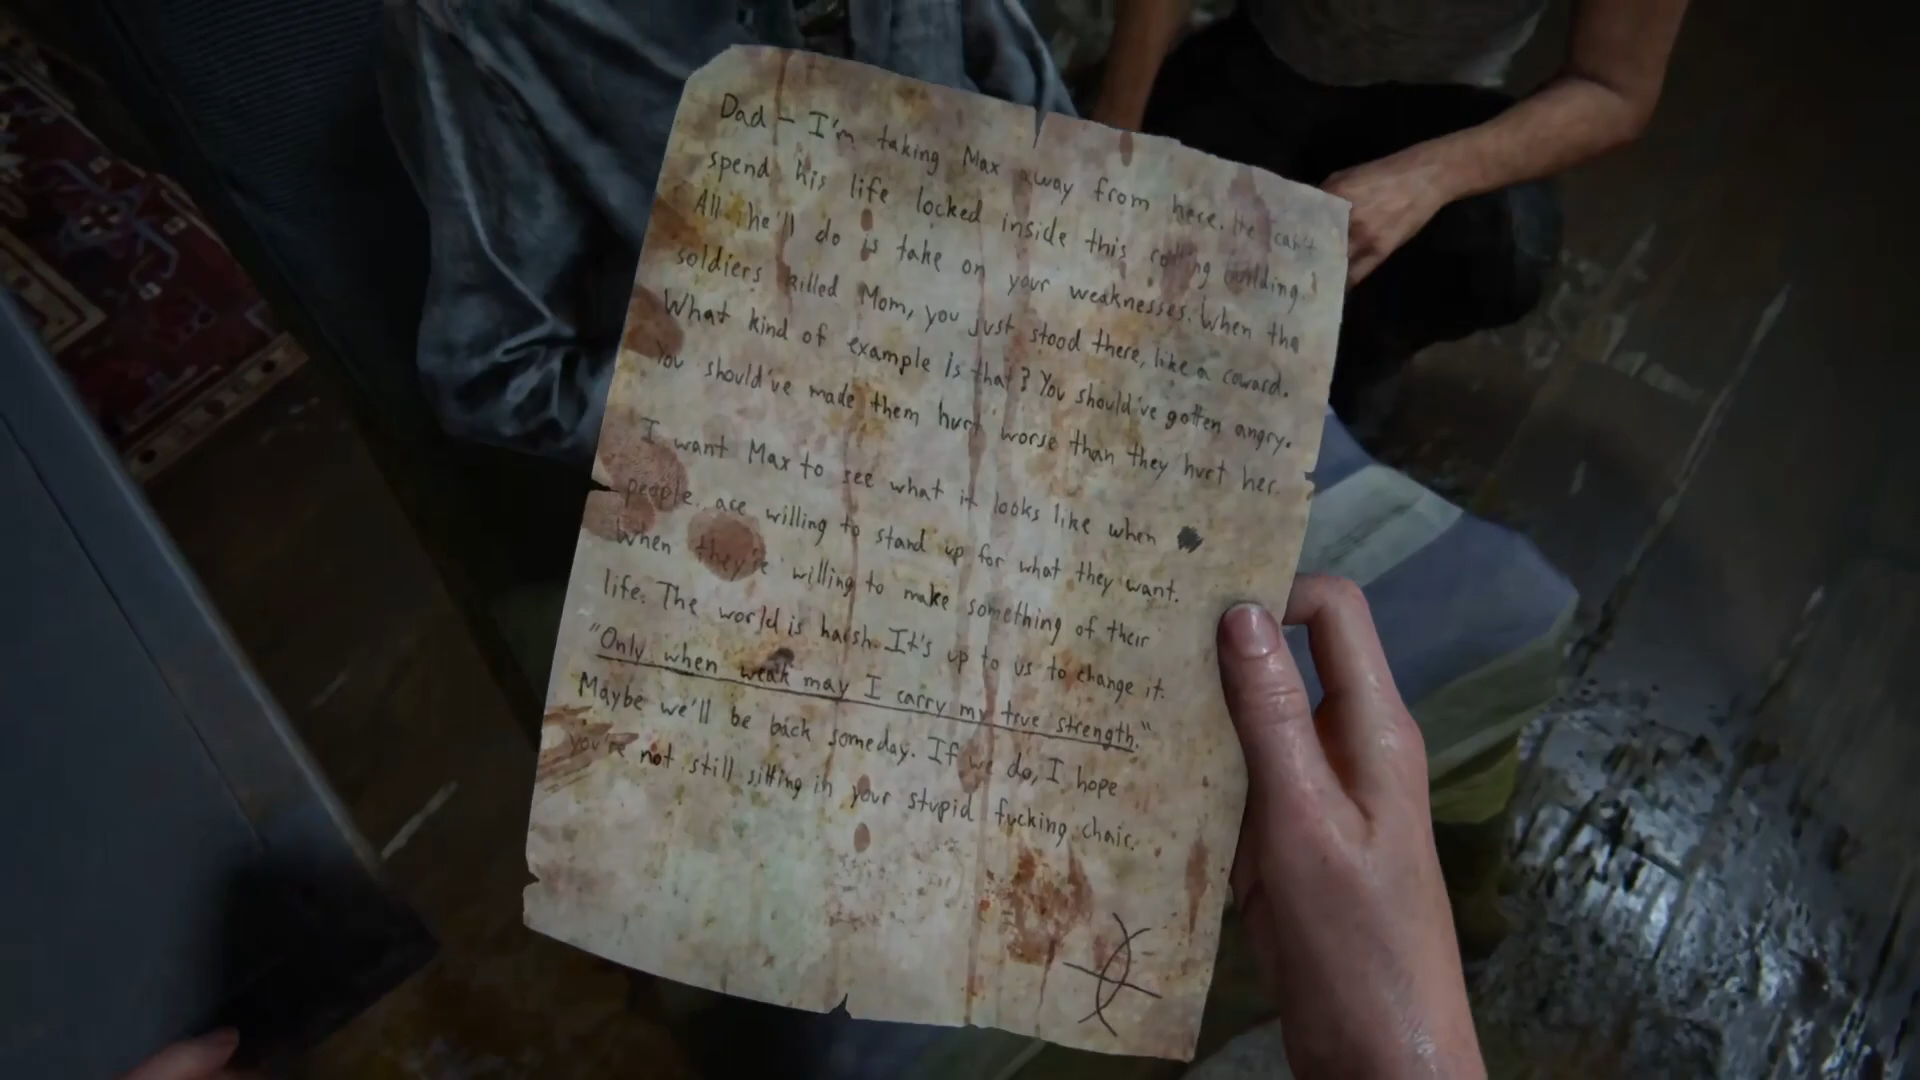 Dad - I'm taking Max away from here. He can't
spend his life locked inside this rotting building.
All he'll do is take on your weaknesses. When the
soldiers killed Mom, you just stood there, like a coward.
What kind of example is that? You should've gotten angry.
You should've made them hurt worse than they hurt her.
I want Max to see what it looks like when
people are willing to stand up for what they want.
When they're willing to make something of their
life. The world is harsh. It's up to us to change it.
"Only when weak may I carry my true strength."
Maybe we'll be back someday. If we do, I hope
you're not still sitting in your stupid fucking chair.